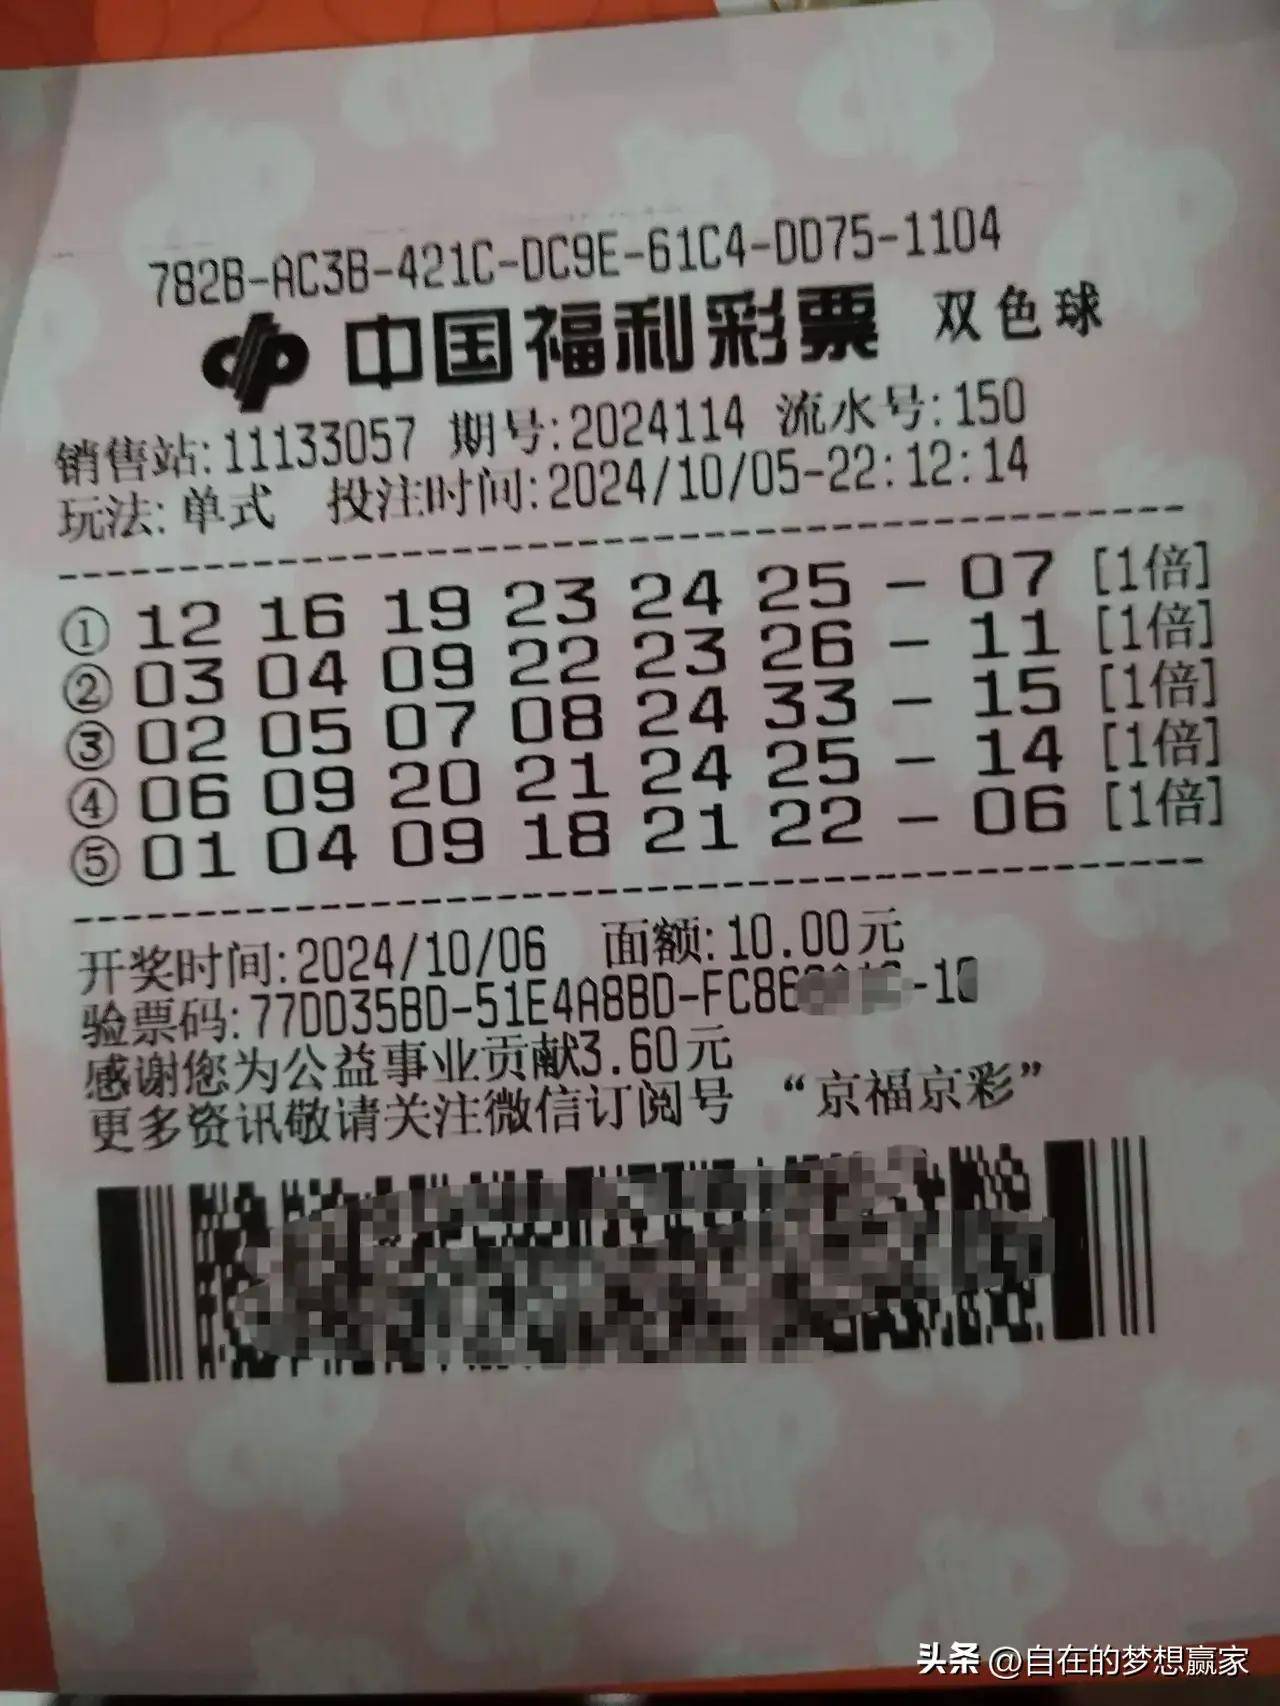 782B-AC3B-421C-DC9E-61C4-DD75-1104
中国福利彩票 双色球
销售站:11133057 期号:2024114 流水号:150
玩法:单式 投注时间:2024/10/05-22:12:14
① 12 16 19 23 24 25 - 07 [1倍]
② 03 04 09 22 23 26 - 11 [1倍]
③ 02 05 07 08 24 33 - 15 [1倍]
④ 06 09 20 21 24 25 - 14 [1倍]
⑤ 01 04 09 18 21 22 - 06 [1倍]
开奖时间:2024/10/06 面额:10.00元
验票码:77DD35BD-51E4A8BD-FC86
感谢您为公益事业贡献3.60元
更多资讯敬请关注微信订阅号 “京福京彩”
头条 @自在的梦想赢家